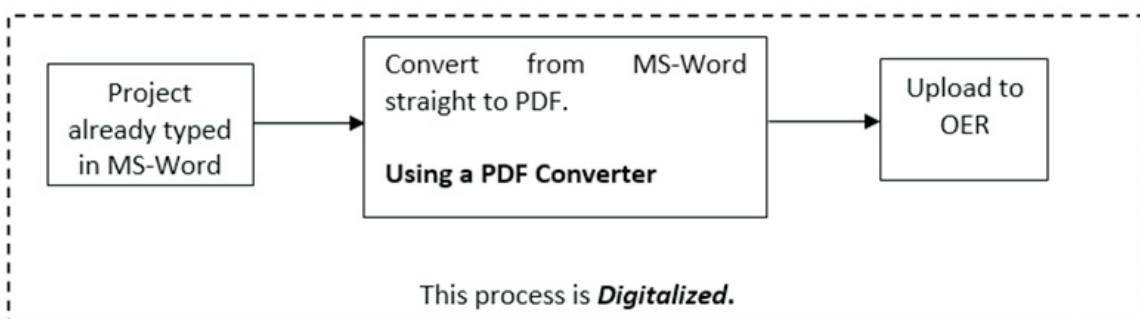 Project
already typed
in MS-Word
Convert from MS-Word
straight to PDF.
Using a PDF Converter
Upload to
OER
This process is Digitalized.